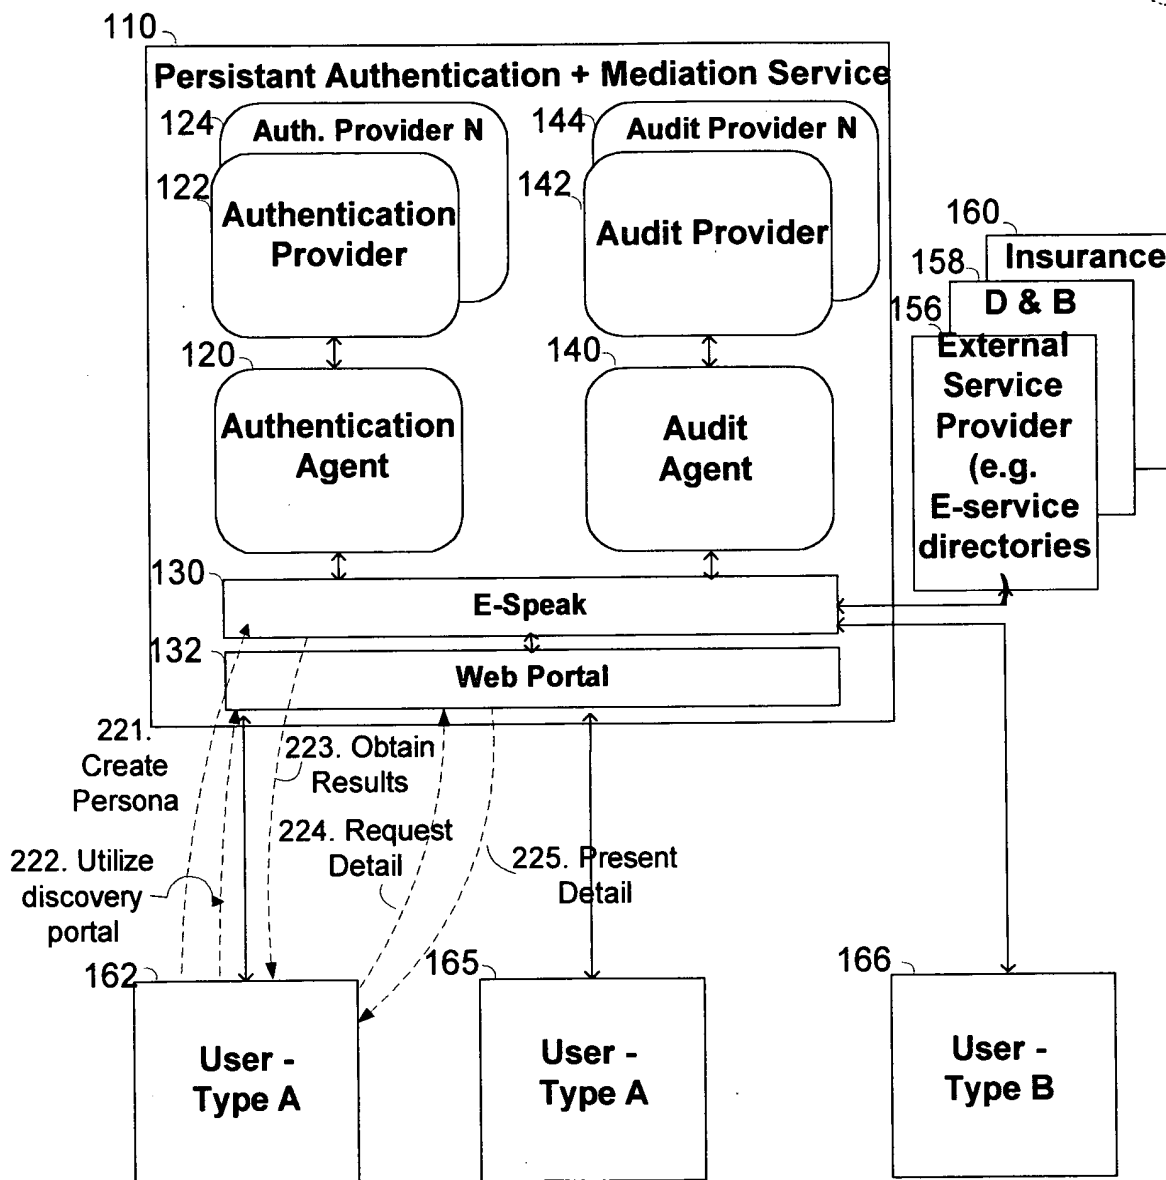 110
Persistant Authentication + Mediation Service
124
Auth. Provider N
144
Audit Provider N
122
Authentication
Provider
142
Audit Provider
160
Insurance
158
D & B
156
External
Service
Provider
(e.g.
E-service
directories
)
120
Authentication
Agent
140
Audit
Agent
130
E-Speak
132
Web Portal
221.
Create
Persona
223. Obtain
Results
222. Utilize
discovery
portal
224. Request
Detail
225. Present
Detail
162
User -
Type A
165
User -
Type A
166
User -
Type B